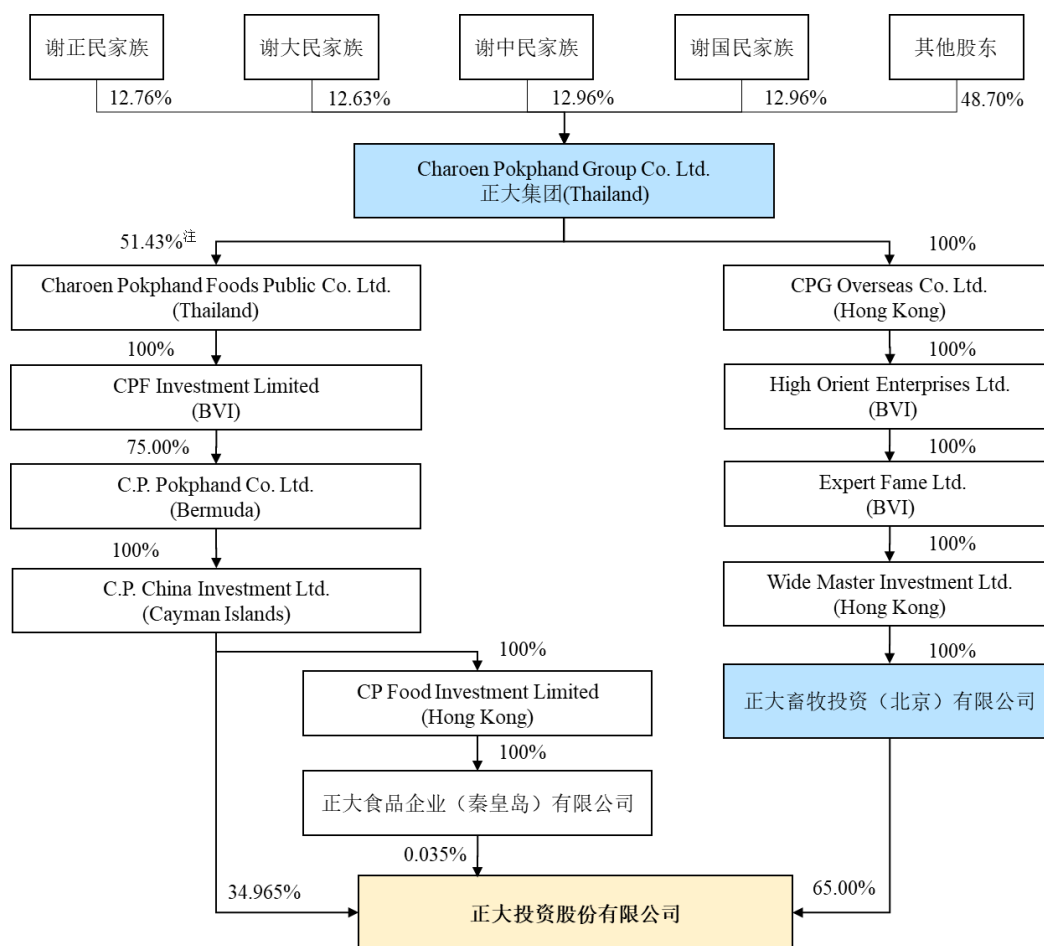 谢正民家族
谢大民家族
谢中民家族
谢国民家族
其他股东
12.76%
12.63%
12.96%
12.96%
48.70%
Charoen Pokphand Group Co. Ltd.
正大集团(Thailand)
51.43%注
100%
Charoen Pokphand Foods Public Co. Ltd.
(Thailand)
CPG Overseas Co. Ltd.
(Hong Kong)
100%
100%
CPF Investment Limited
(BVI)
High Orient Enterprises Ltd.
(BVI)
75.00%
100%
C.P. Pokphand Co. Ltd.
(Bermuda)
Expert Fame Ltd.
(BVI)
100%
100%
C.P. China Investment Ltd.
(Cayman Islands)
Wide Master Investment Ltd.
(Hong Kong)
100%
100%
CP Food Investment Limited
(Hong Kong)
正大畜牧投资（北京）有限公司
100%
正大食品企业（秦皇岛）有限公司
0.035%
34.965%
65.00%
正大投资股份有限公司